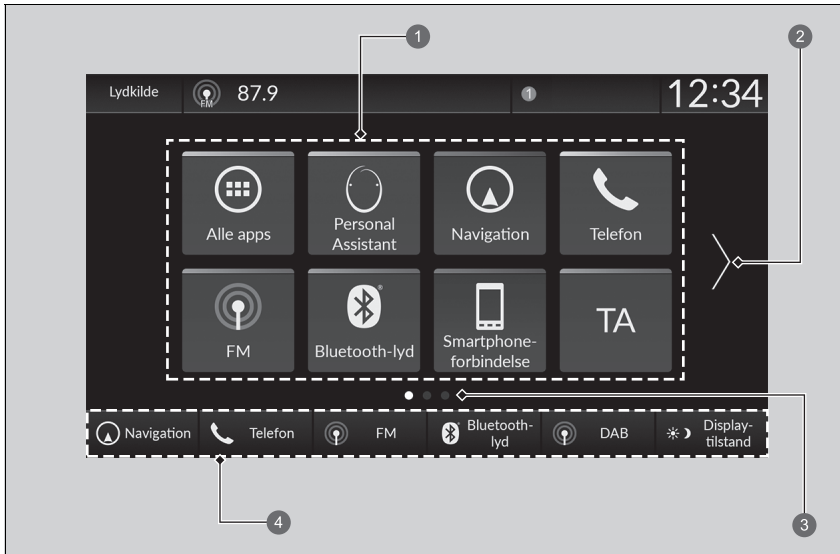 1
2
Lydkilde
FM
87.9
1
12:34
Alle apps
Personal
Assistant
Navigation
Telefon
FM
Bluetooth-lyd
Smartphone-
forbindelse
TA
Navigation
Telefon
FM
Bluetooth-
lyd
DAB
Display-
tilstand
4
3